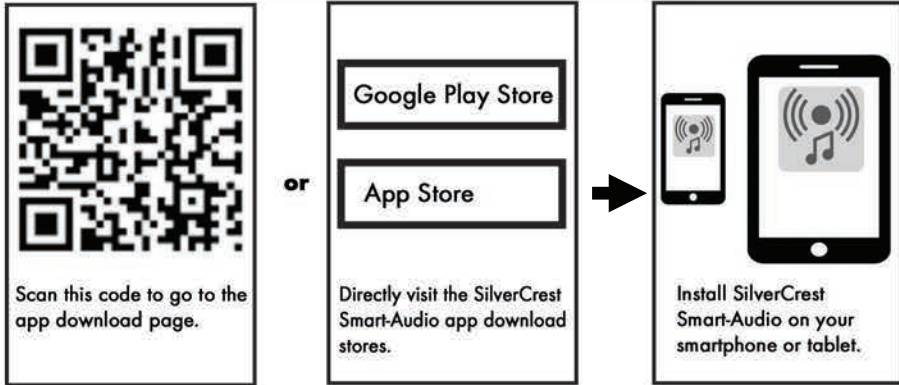 Scan this code to go to the
app download page.
or
Google Play Store
App Store
Directly visit the SilverCrest
Smart-Audio app download
stores.
Install SilverCrest
Smart-Audio on your
smartphone or tablet.